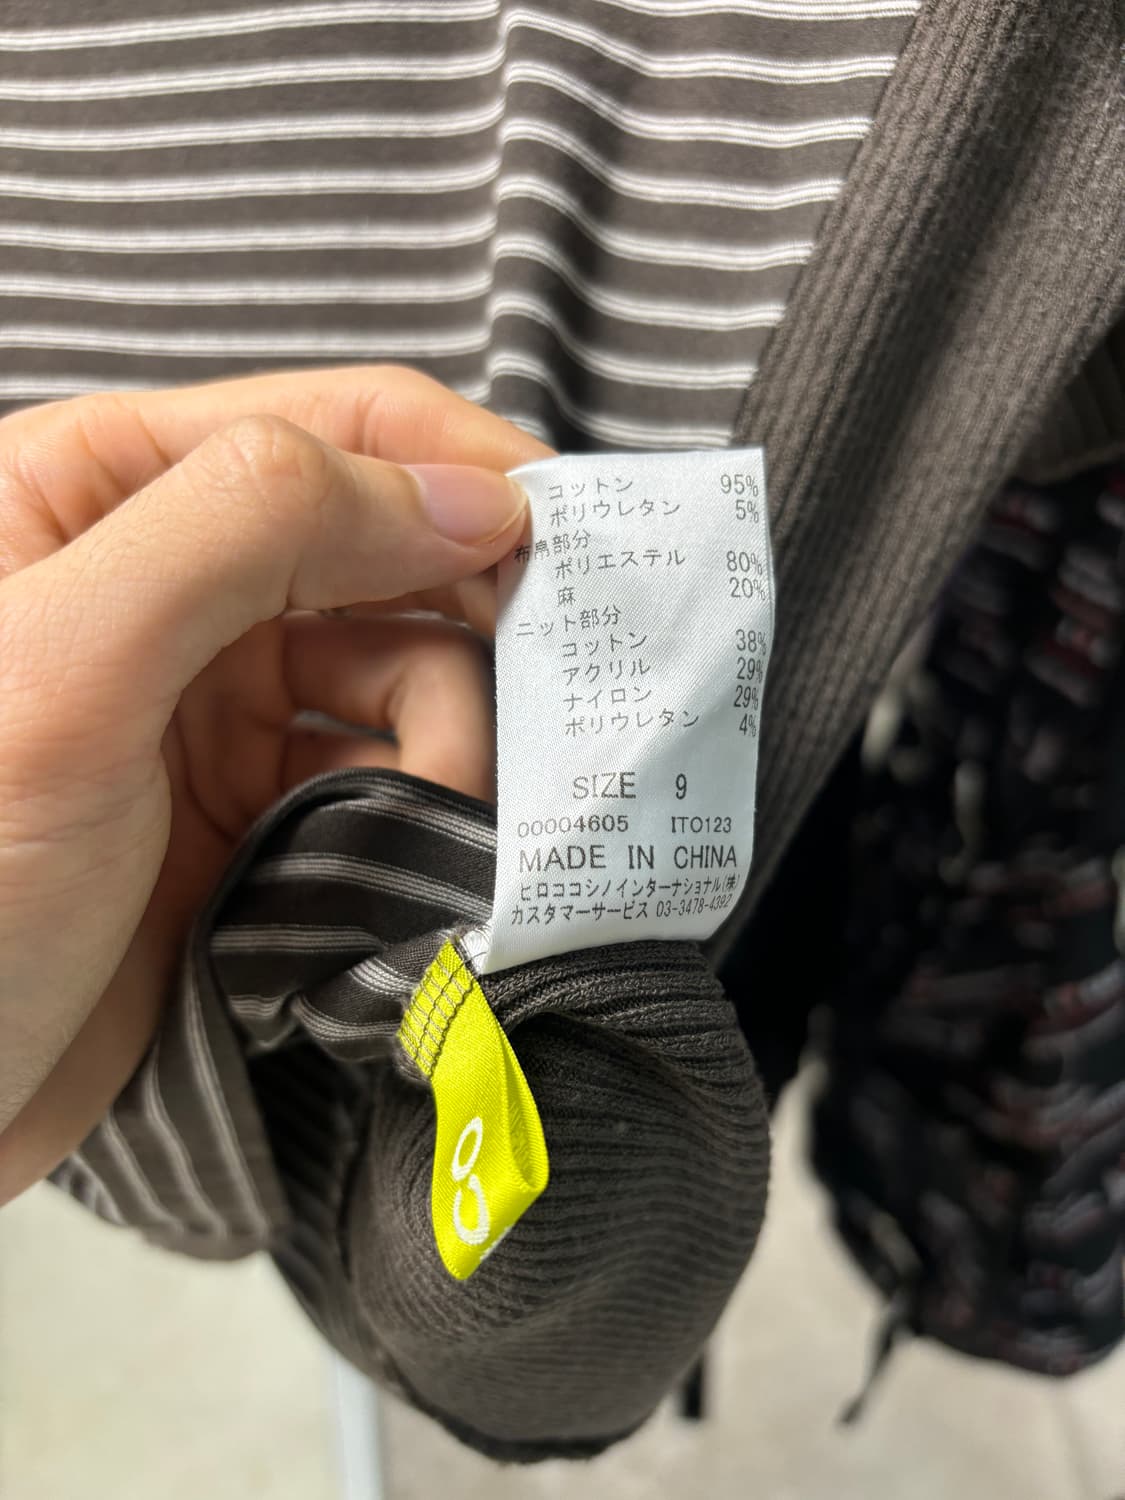 コットン 95%
ポリウレタン 5%
布帛部分
ポリエステル 80%
麻 20%
ニット部分
コットン 38%
アクリル 29%
ナイロン 29%
ポリウレタン 4%
SIZE 9
00004605 ITO123
MADE IN CHINA
ヒロココシノインターナショナル(株)
カスタマーサービス 03-3478-4392